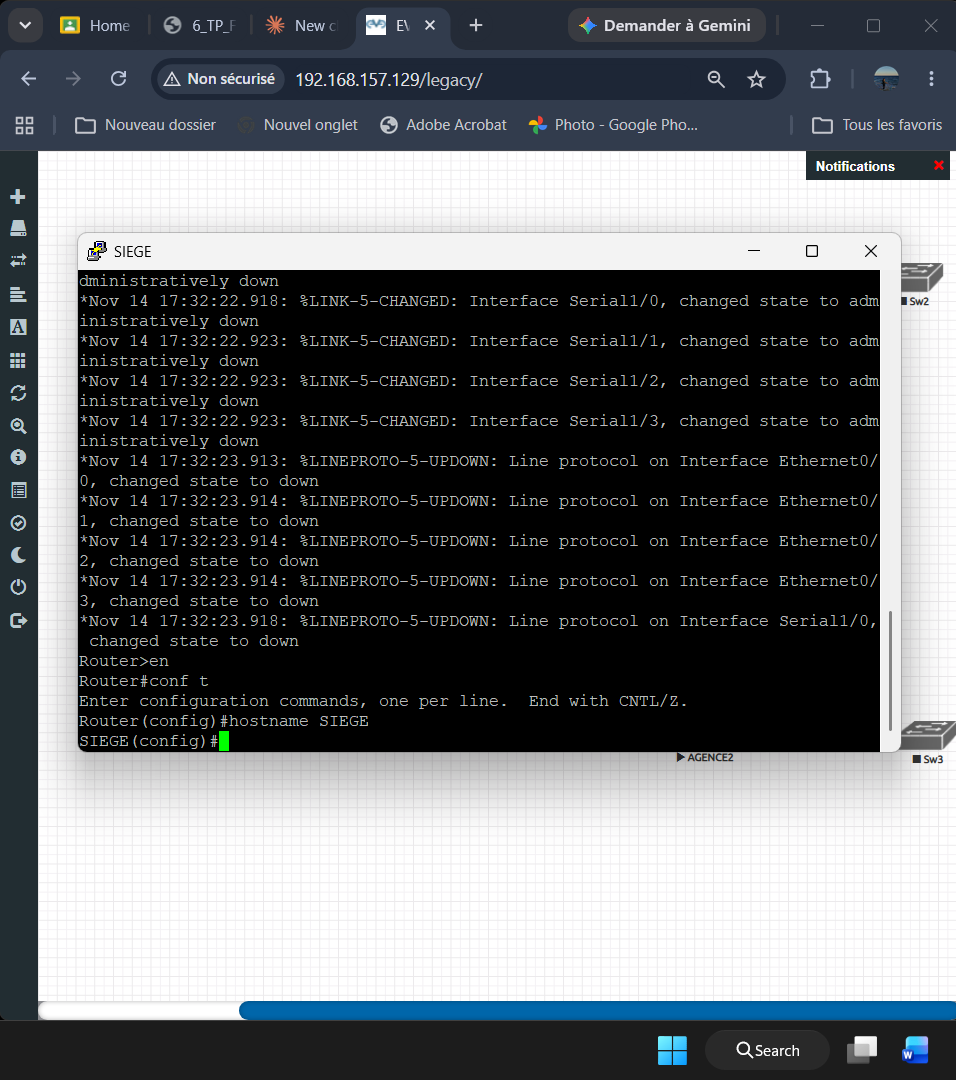 Home
6_TP_F
New c
EV
Demander à Gemini
Non sécurisé
192.168.157.129/legacy/
Nouveau dossier
Nouvel onglet
Adobe Acrobat
Photo - Google Pho...
Tous les favoris
Notifications
SIEGE
dministratively down
*Nov 14 17:32:22.918: %LINK-5-CHANGED: Interface Serial1/0, changed state to adm
inistratively down
*Nov 14 17:32:22.923: %LINK-5-CHANGED: Interface Serial1/1, changed state to adm
inistratively down
*Nov 14 17:32:22.923: %LINK-5-CHANGED: Interface Serial1/2, changed state to adm
inistratively down
*Nov 14 17:32:22.923: %LINK-5-CHANGED: Interface Serial1/3, changed state to adm
inistratively down
*Nov 14 17:32:23.913: %LINEPROTO-5-UPDOWN: Line protocol on Interface Ethernet0/
0, changed state to down
*Nov 14 17:32:23.914: %LINEPROTO-5-UPDOWN: Line protocol on Interface Ethernet0/
1, changed state to down
*Nov 14 17:32:23.914: %LINEPROTO-5-UPDOWN: Line protocol on Interface Ethernet0/
2, changed state to down
*Nov 14 17:32:23.914: %LINEPROTO-5-UPDOWN: Line protocol on Interface Ethernet0/
3, changed state to down
*Nov 14 17:32:23.918: %LINEPROTO-5-UPDOWN: Line protocol on Interface Serial1/0,
 changed state to down
Router>en
Router#conf t
Enter configuration commands, one per line.  End with CNTL/Z.
Router(config)#hostname SIEGE
SIEGE(config)#
Sw2
AGENCE2
Sw3
Search